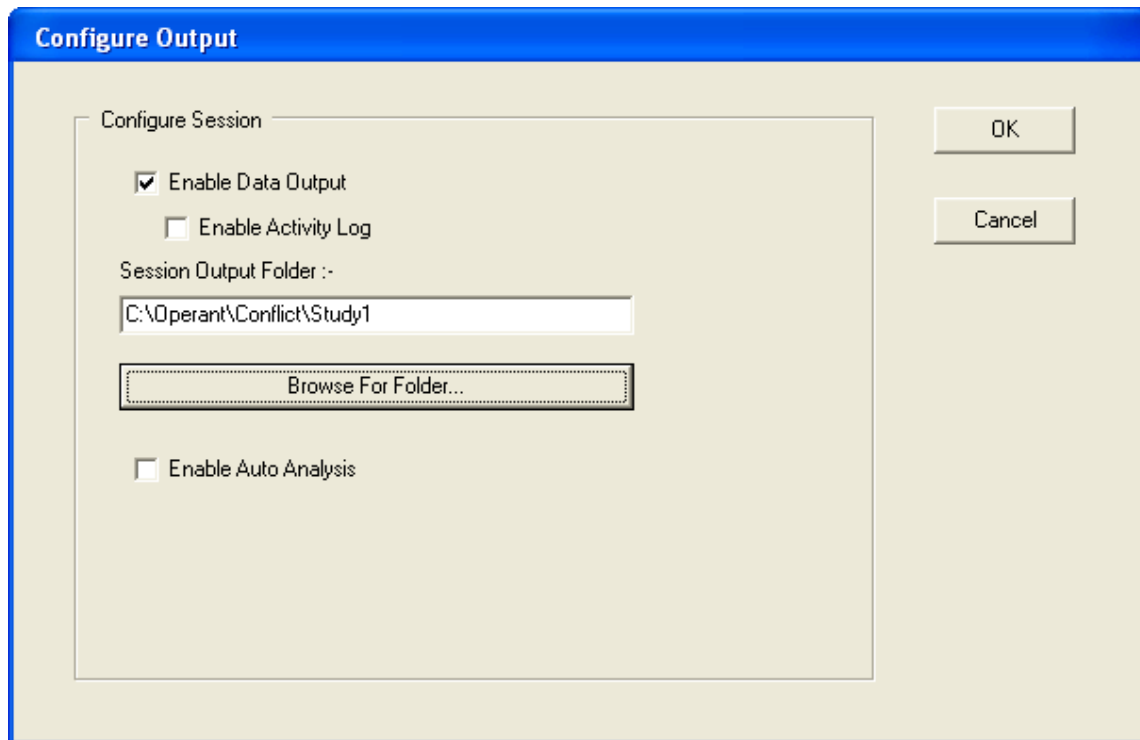 Configure Output
Configure Session
OK
Enable Data Output
Enable Activity Log
Cancel
Session Output Folder :-
C:\Operant\Conflict\Study1
Browse For Folder...
Enable Auto Analysis